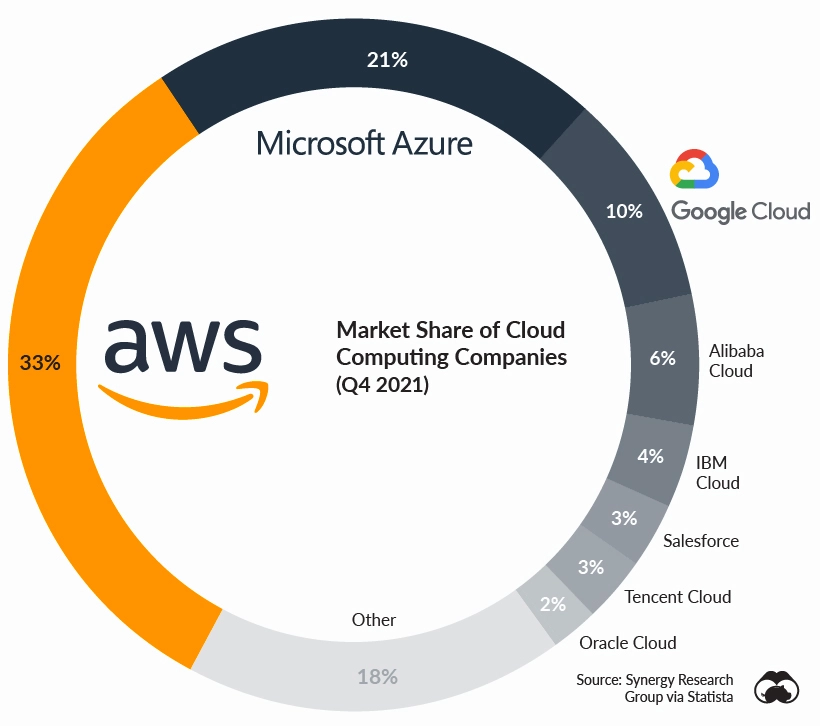 21%
Microsoft Azure
10%
Google Cloud
33%
aws
Market Share of Cloud
Computing Companies
(Q4 2021)
6%
Alibaba
Cloud
4%
IBM
Cloud
3%
Salesforce
3%
Tencent Cloud
2%
Oracle Cloud
Other
18%
Source: Synergy Research
Group via Statista